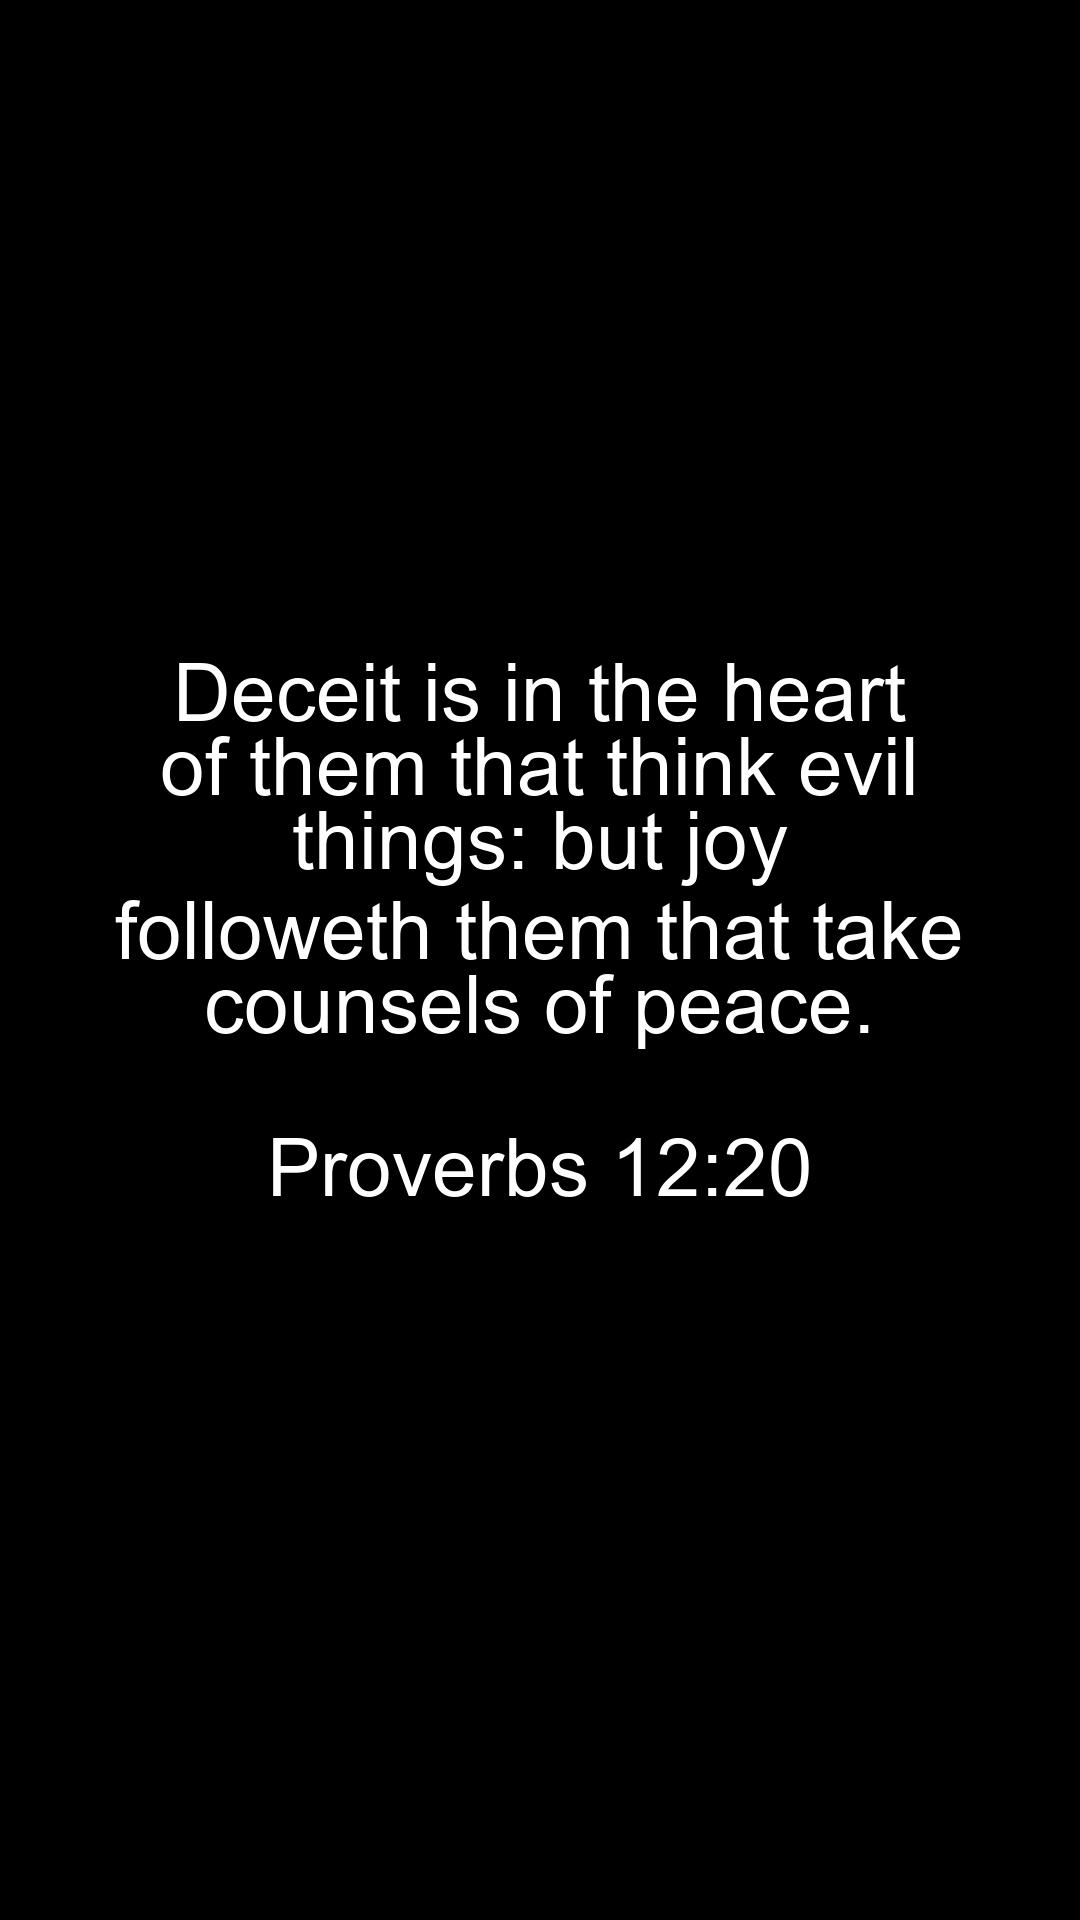 Deceit is in the heart
of them that think evil
things: but joy
followeth them that take
counsels of peace.
Proverbs 12:20